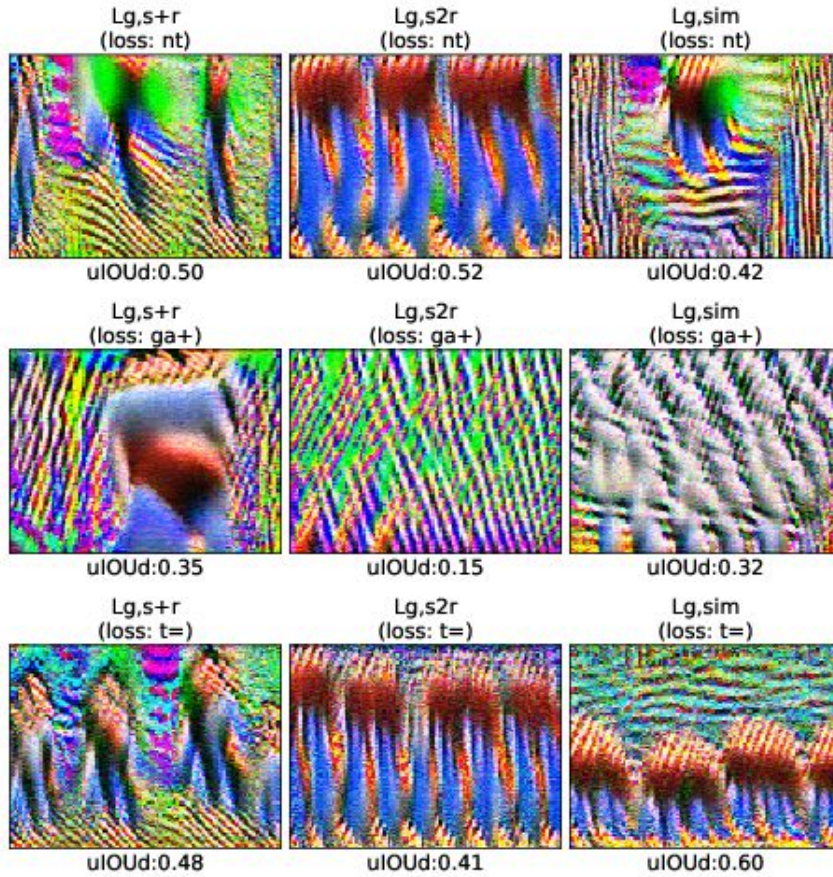 Lg,s+r Lg,s2r Lg,sim
(loss: nt) (loss: nt) (loss: nt)
uIOUd:0.50 uIOUd:0.52 uIOUd:0.42
Lg,s+r Lg,s2r Lg,sim
(loss: ga+) (loss: ga+) (loss: ga+)
uIOUd:0.35 uIOUd:0.15 uIOUd:0.32
Lg,s+r Lg,s2r Lg,sim
(loss: t=) (loss: t=) (loss: t=)
uIOUd:0.48 uIOUd:0.41 uIOUd:0.60